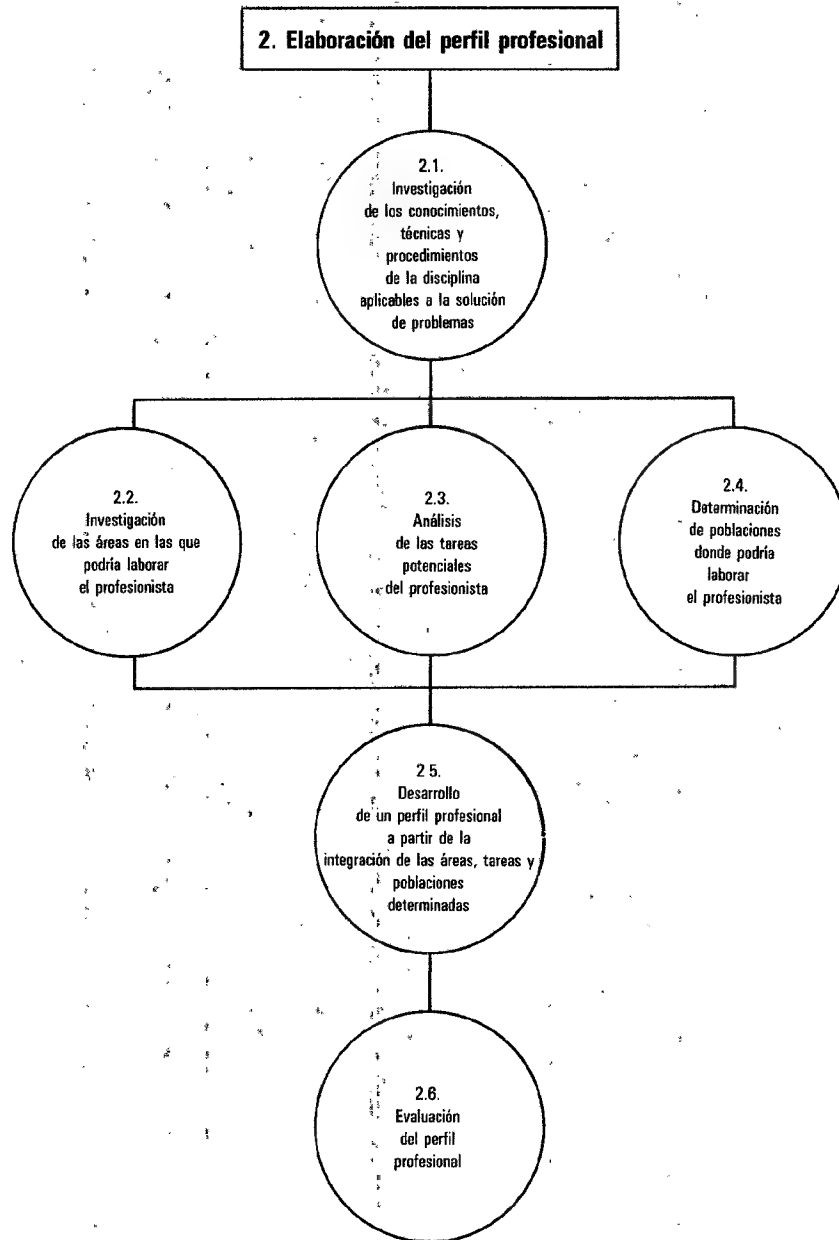 2. Elaboración del perfil profesional
2.1.
Investigación
de los conocimientos,
técnicas y
procedimientos
de la disciplina
aplicables a la solución
de problemas
2.2.
Investigación
de las áreas en las que
podría laborar
el profesionista
2.3.
Análisis
de las tareas
potenciales
del profesionista
2.4.
Determinación
de poblaciones
donde podría
laborar
el profesionista
2 5.
Desarrollo
de un perfil profesional
a partir de la
integración de las áreas, tareas y
poblaciones
determinadas
2.6.
Evaluación
del perfil
profesional